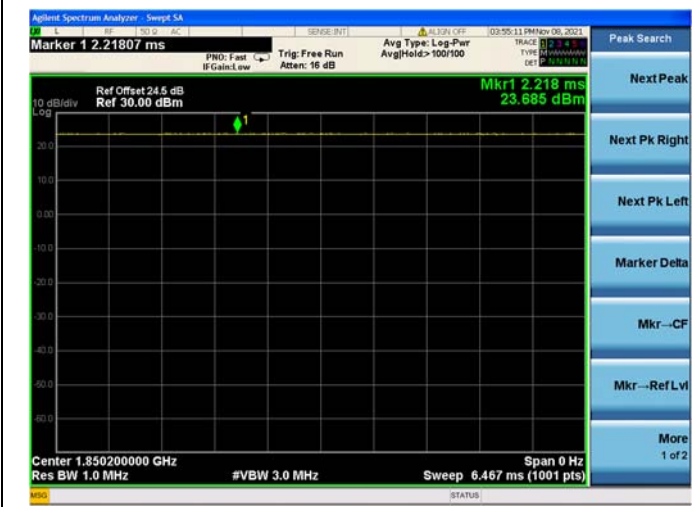 Agilent Spectrum Analyzer - Swept SA
L RF 50 Ω AC SENSE:INT ALIGN OFF 03:55:11 PM Nov 08, 2021
Marker 1 2.21807 ms
PNO: Fast
IFGain:Low
Trig: Free Run
Atten: 16 dB
Avg Type: Log-Pwr
Avg|Hold:>100/100
TRACE 1 2 3 4 5 6
TYPE
DET P N N N N N
Peak Search
Ref Offset 24.5 dB
10 dB/div Ref 30.00 dBm
Log
Mkr1 2.218 ms
23.685 dBm
1
20.0
10.0
0.00
-10.0
-30.0
-40.0
-50.0
-60.0
Center 1.850200000 GHz
Span 0 Hz
Res BW 1.0 MHz
#VBW 3.0 MHz
Sweep 6.467 ms (1001 pts)
MSG
STATUS
Next Peak
Next Pk Right
Next Pk Left
Marker Delta
Mkr→CF
Mkr→Ref Lvl
More
1 of 2